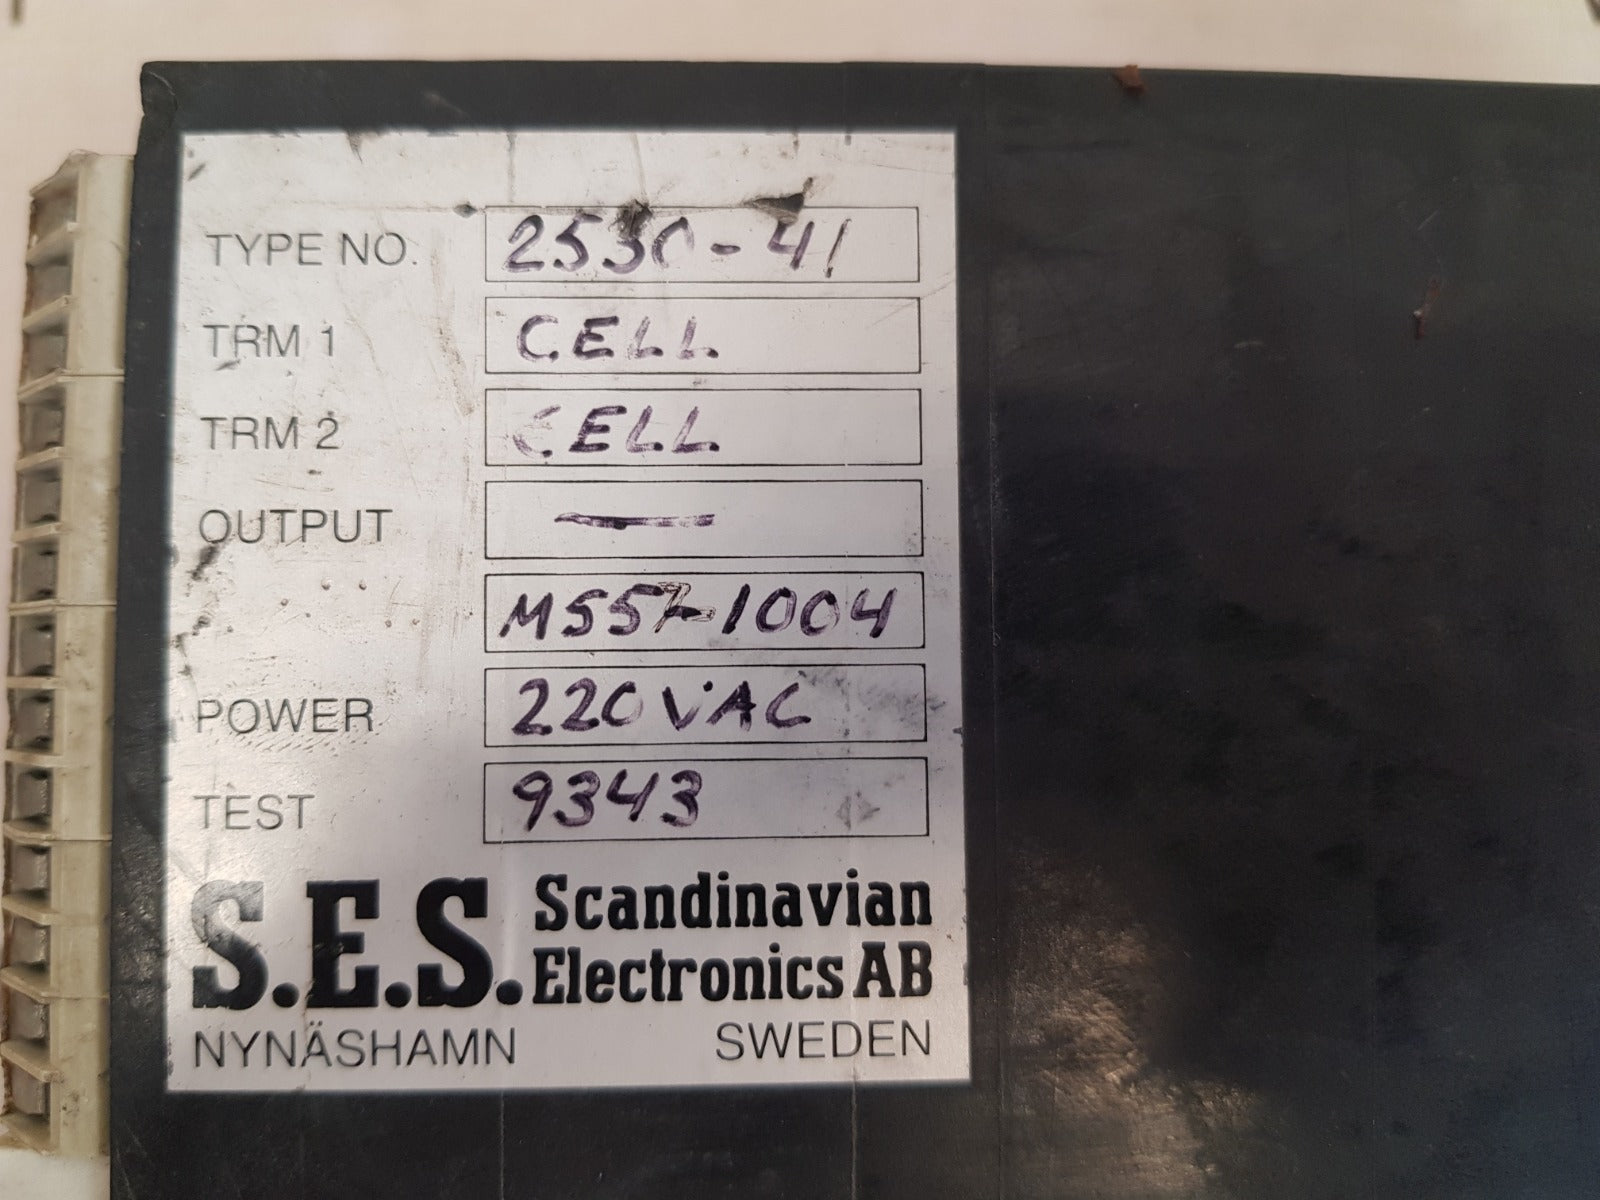 TYPE NO. 2530-41
TRM 1 CELL
TRM 2 CELL
OUTPUT —
M557-1004
POWER 220VAC
TEST 9343
S.E.S. Scandinavian
Electronics AB
NYNÄSHAMN SWEDEN